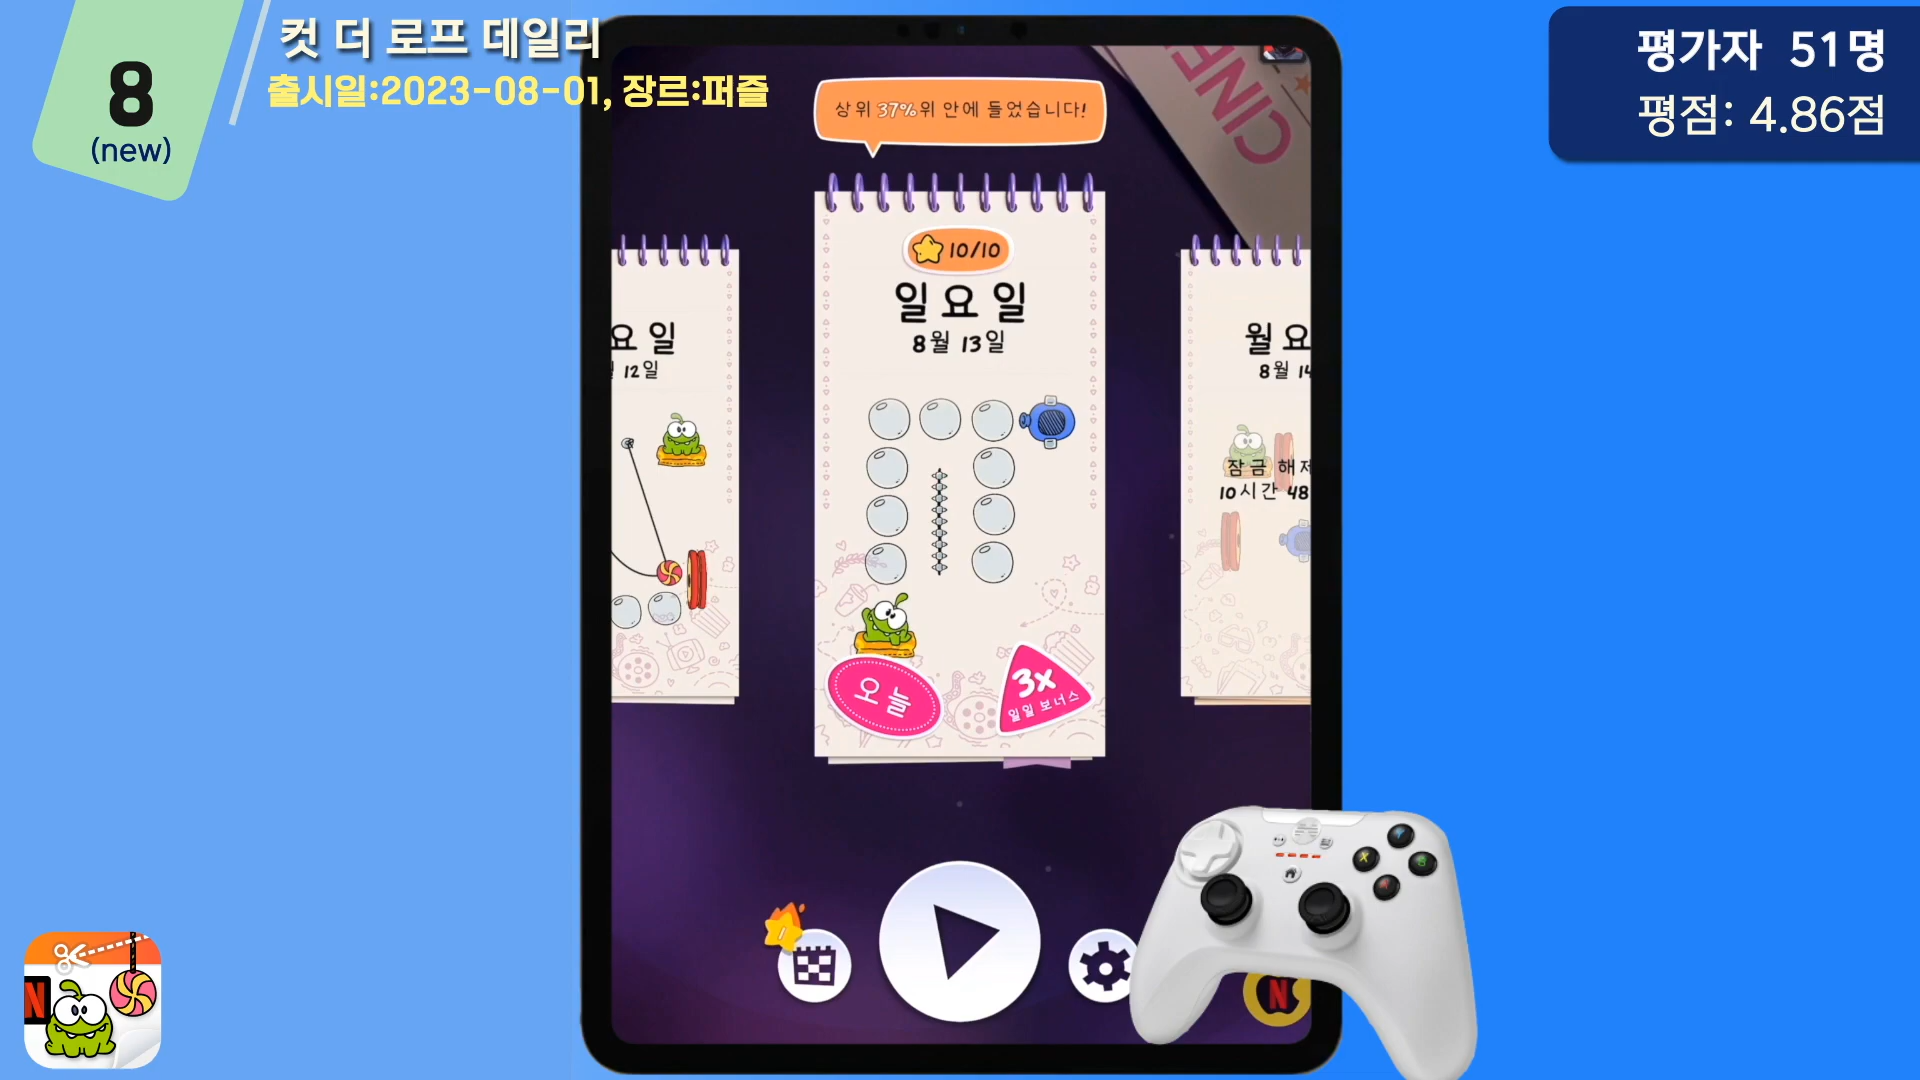 8
(new)
컷 더 로프 데일리
출시일:2023-08-01, 장르:퍼즐
평가자 51명
평점: 4.86점
CINE
상위 37%위 안에 들었습니다!
10/10
일요일
8월 13일
요일
12일
월요
8월 14
잠금 해제
10시간 48
오늘
3x
일일 보너스
1
N
N
X